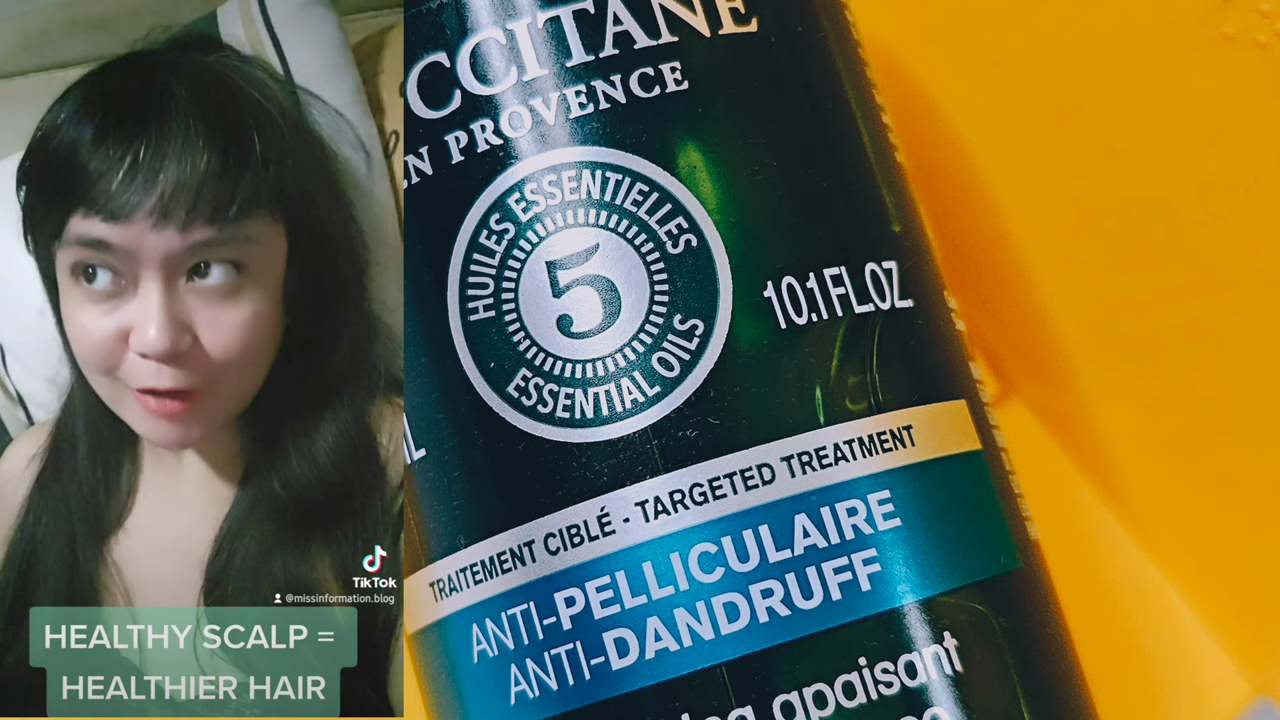 TikTok
@missinformation.blog
HEALTHY SCALP =
HEALTHIER HAIR
CCITANE
EN PROVENCE
HUILES ESSENTIELLES
5
ESSENTIAL OILS
10.1 FL.OZ.
TRAITEMENT CIBLÉ - TARGETED TREATMENT
ANTI-PELLICULAIRE
ANTI-DANDRUFF
apaisant